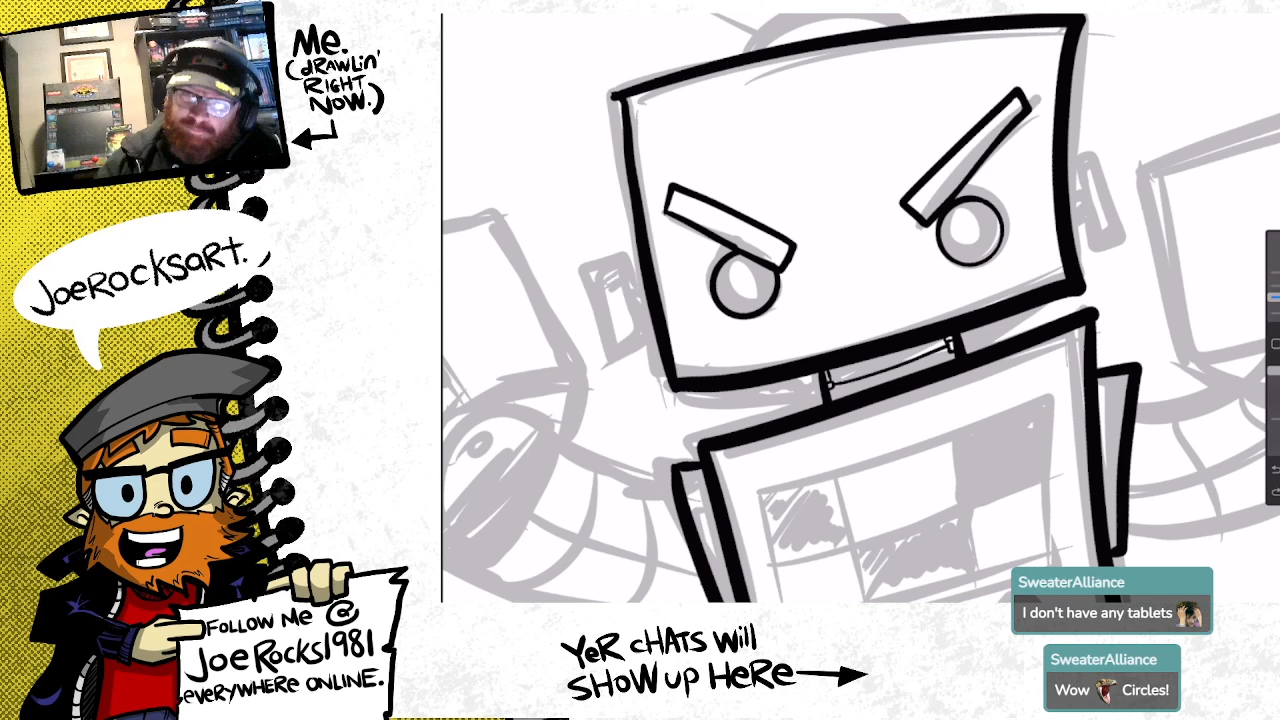 Me.
(dRAWLiN'
RiGHT
NOW.)
JoeROCKSaRt.
FOLLOW Me @
JoeRocks1981
eveRYWHeRe ONLiNe.
YeR cHATS WiLL
SHOW up HeRe
SweaterAlliance
I don't have any tablets
SweaterAlliance
Wow Circles!